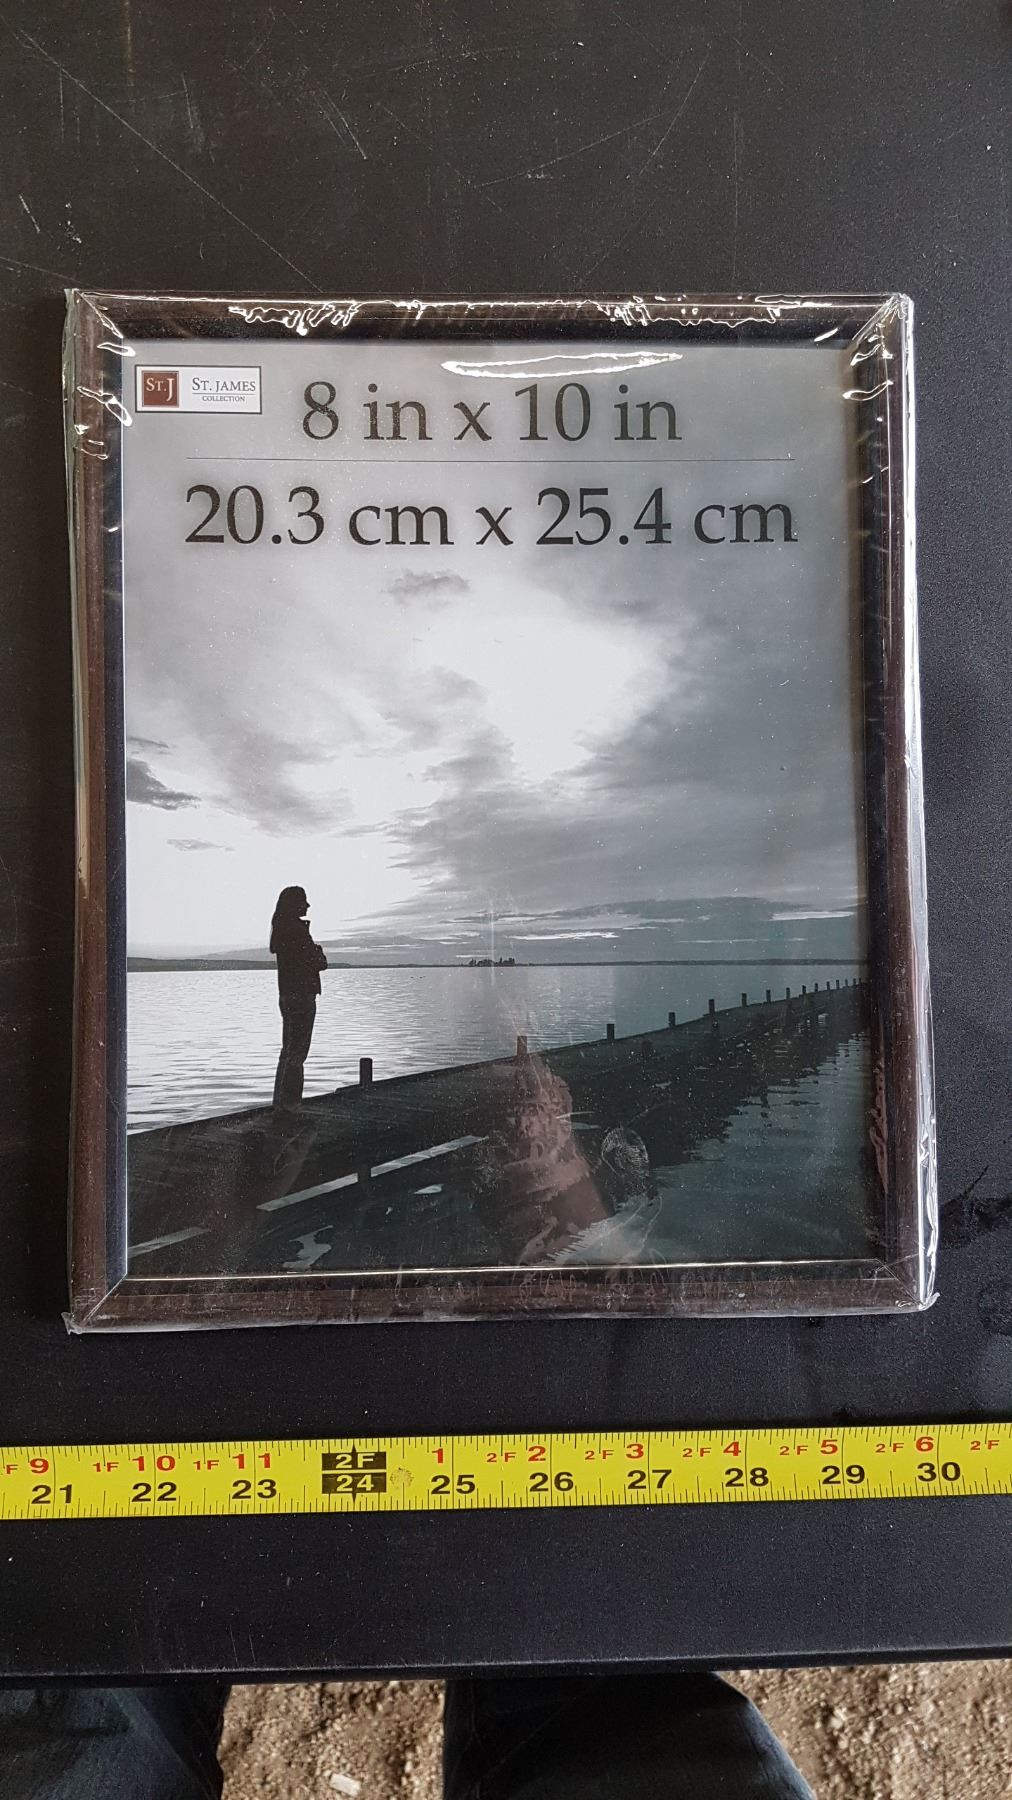 ST.J ST. JAMES
COLLECTION
8 in x 10 in
20.3 cm x 25.4 cm
F 9 1F 10 1F 11 2F 1 2F 2 2F 3 2F 4 2F 5 2F 6 2F
21 22 23 24 25 26 27 28 29 30